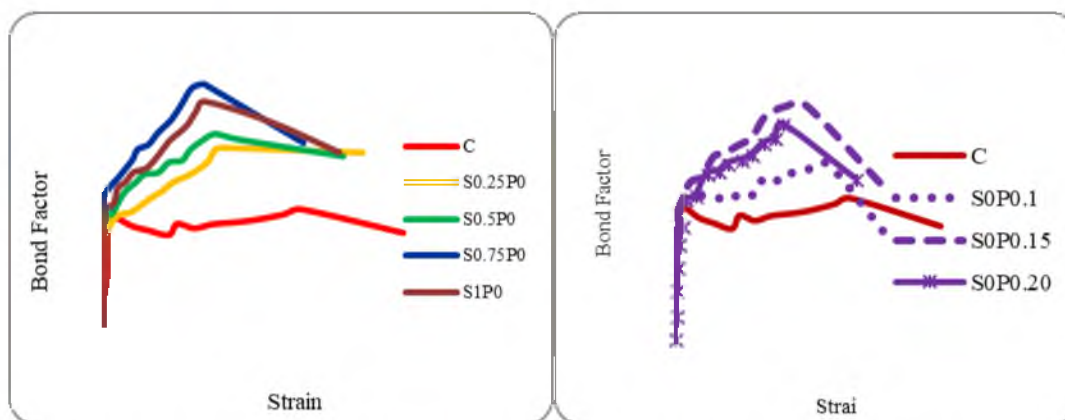 Bond Factor
C
S0.25P0
S0.5P0
S0.75P0
S1P0
Strain
Bond Factor
C
S0P0.1
S0P0.15
S0P0.20
Strai